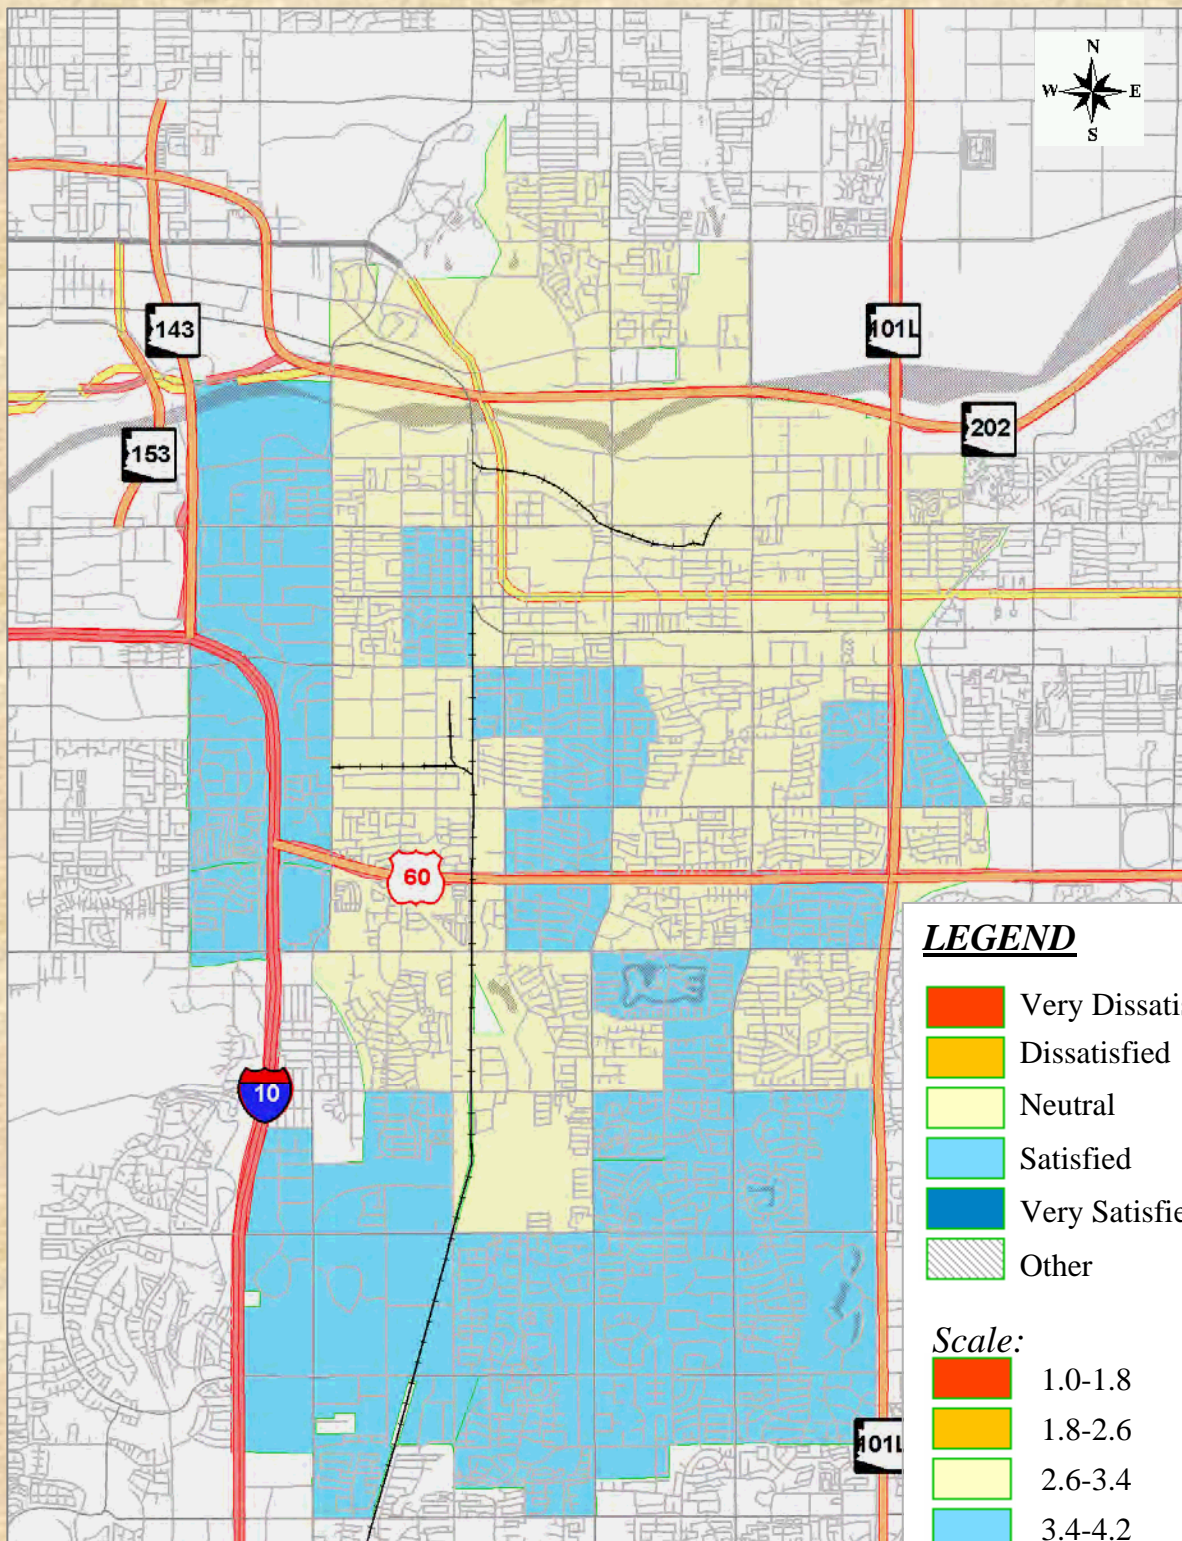 N
W E
S
143
101L
202
153
60
LEGEND
Very Dissatis
Dissatisfied
Neutral
Satisfied
Very Satisfie
Other
10
Scale:
1.0-1.8
1.8-2.6
2.6-3.4
3.4-4.2
101L